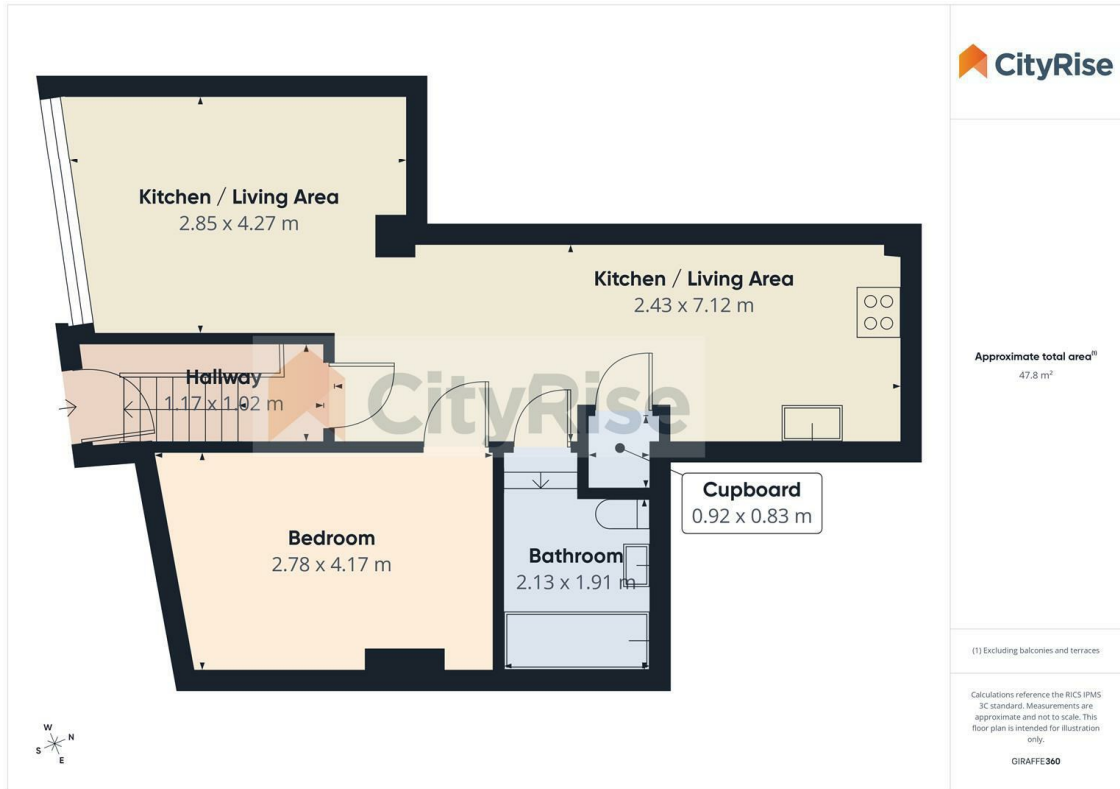 CityRise
Kitchen / Living Area
2.85 x 4.27 m
Kitchen / Living Area
2.43 x 7.12 m
Hallway
1.17 x 1.02 m
CityRise
Cupboard
0.92 x 0.83 m
Bedroom
2.78 x 4.17 m
Bathroom
2.13 x 1.91 m
Approximate total area(1)
47.8 m²
(1) Excluding balconies and terraces
Calculations reference the RICS IPMS
3C standard. Measurements are
approximate and not to scale. This
floor plan is intended for illustration
only.
GIRAFFE360
W
N
S
E